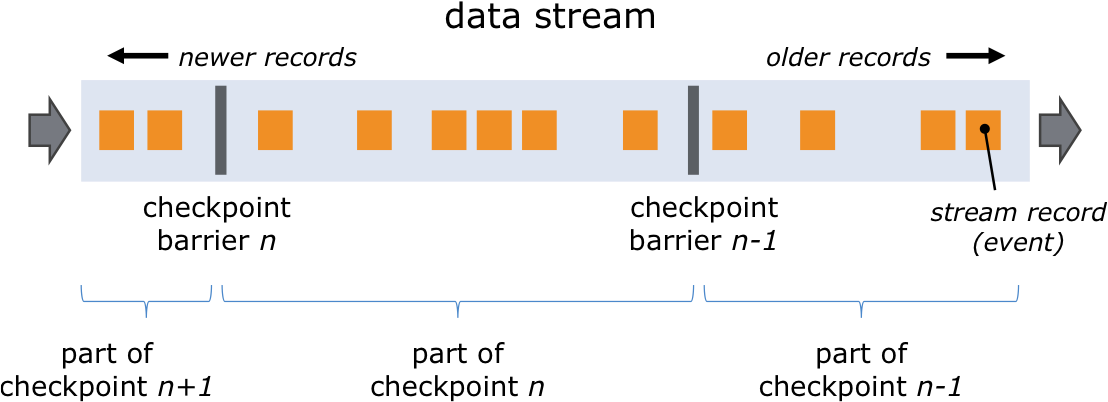 data stream
newer records
older records
checkpoint
barrier n
checkpoint
barrier n-1
stream record
(event)
part of
checkpoint n+1
part of
checkpoint n
part of
checkpoint n-1